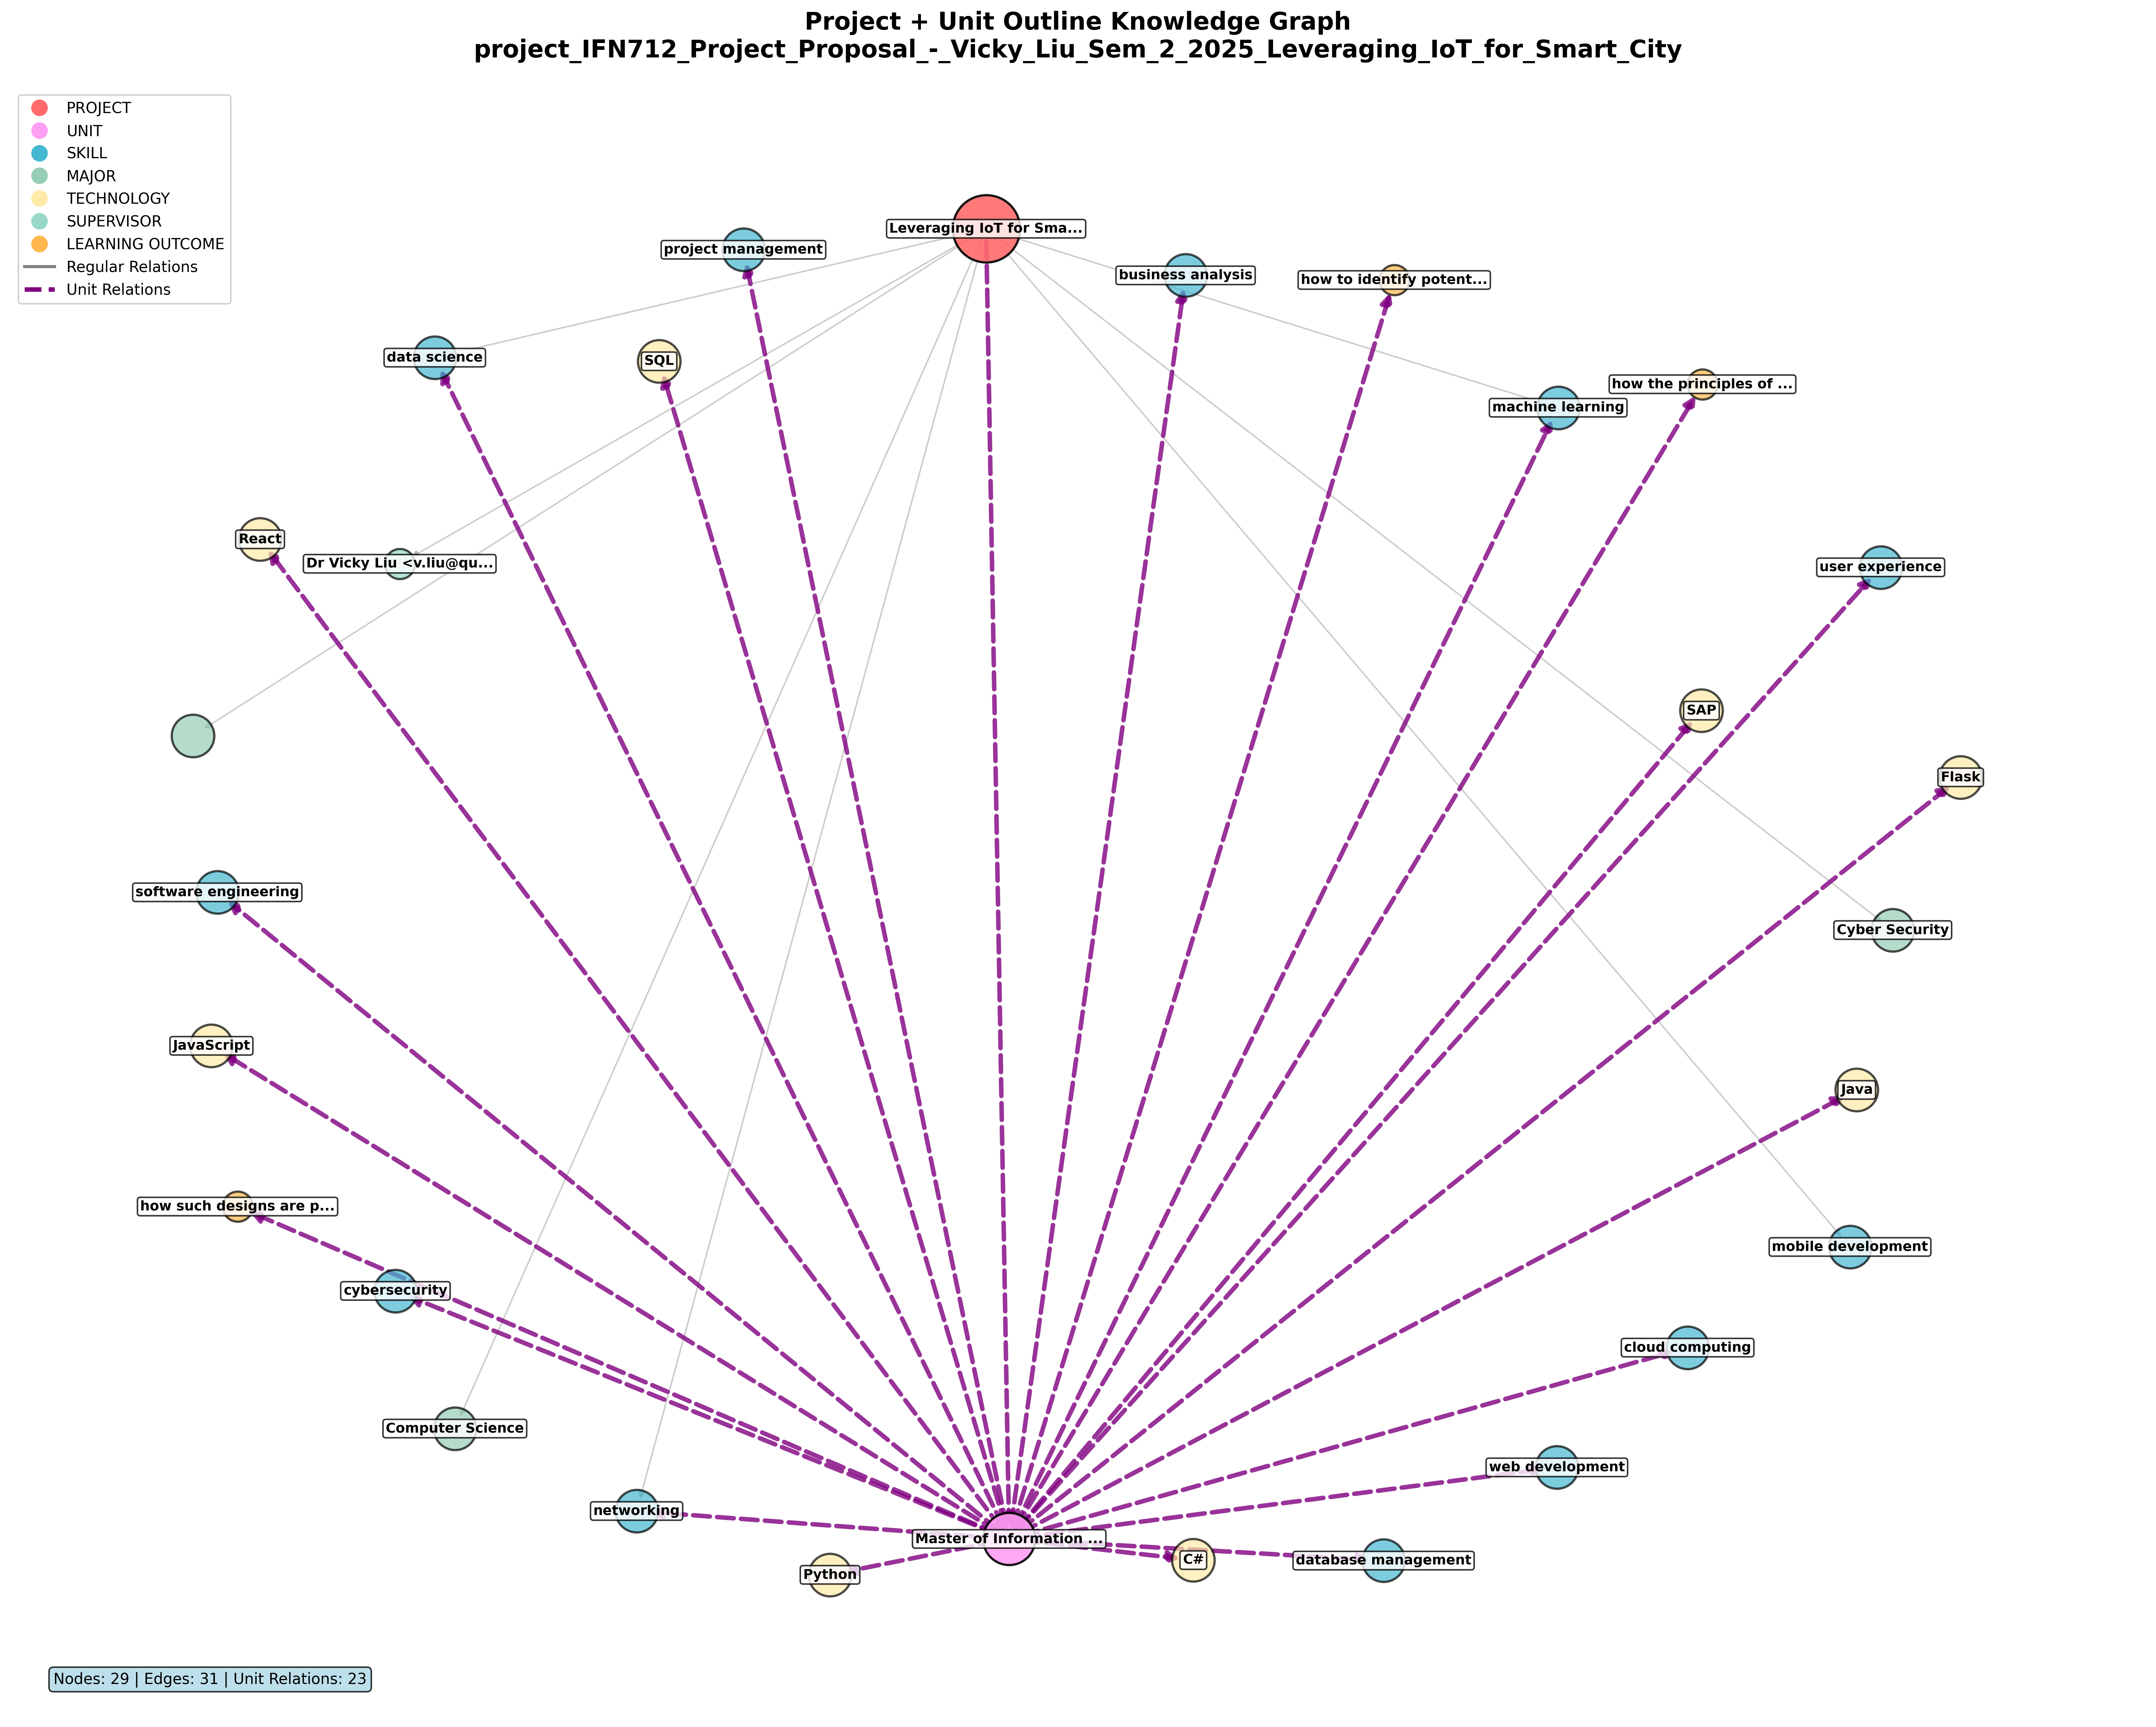 Project + Unit Outline Knowledge Graph
project_IFN712_Project_Proposal_-_Vicky_Liu_Sem_2_2025_Leveraging_IoT_for_Smart_City
PROJECT
UNIT
SKILL
MAJOR
TECHNOLOGY
SUPERVISOR
LEARNING OUTCOME
Regular Relations
Unit Relations
Leveraging IoT for Sma...
project management
business analysis
how to identify potent...
data science
SQL
how the principles of ...
machine learning
React
Dr Vicky Liu <v.liu@qu...
user experience
SAP
Flask
software engineering
Cyber Security
JavaScript
Java
how such designs are p...
mobile development
cybersecurity
cloud computing
Computer Science
web development
networking
Master of Information ...
C#
database management
Python
Nodes: 29 | Edges: 31 | Unit Relations: 23